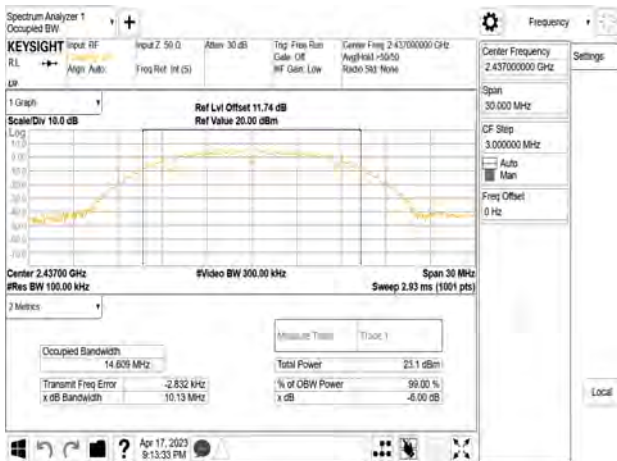 Spectrum Analyzer 1
Occupied BW
+
Frequency
KEYSIGHT
Input: RF
Input Z: 50 Ω
Atten: 30 dB
Trig: Free Run
Center Freq: 2.437000000 GHz
RL
Gate: Off
Avg|Hold:>50/50
Align: Auto
Freq Ref: Int (S)
#IF Gain: Low
Radio Std: None
Center Frequency
2.437000000 GHz
Settings
Span
30.000 MHz
CF Step
3.000000 MHz
Auto
Man
Freq Offset
0 Hz
1 Graph
Ref Lvl Offset 11.74 dB
Scale/Div 10.0 dB
Ref Value 20.00 dBm
Log
Center 2.43700 GHz
#Video BW 300.00 kHz
Span 30 MHz
#Res BW 100.00 kHz
Sweep 2.93 ms (1001 pts)
2 Metrics
Measure Trace
Trace 1
Occupied Bandwidth
14.609 MHz
Total Power
23.1 dBm
Transmit Freq Error
-2.832 kHz
% of OBW Power
99.00 %
x dB Bandwidth
10.13 MHz
x dB
-6.00 dB
Local
?
Apr 17, 2023
9:13:33 PM